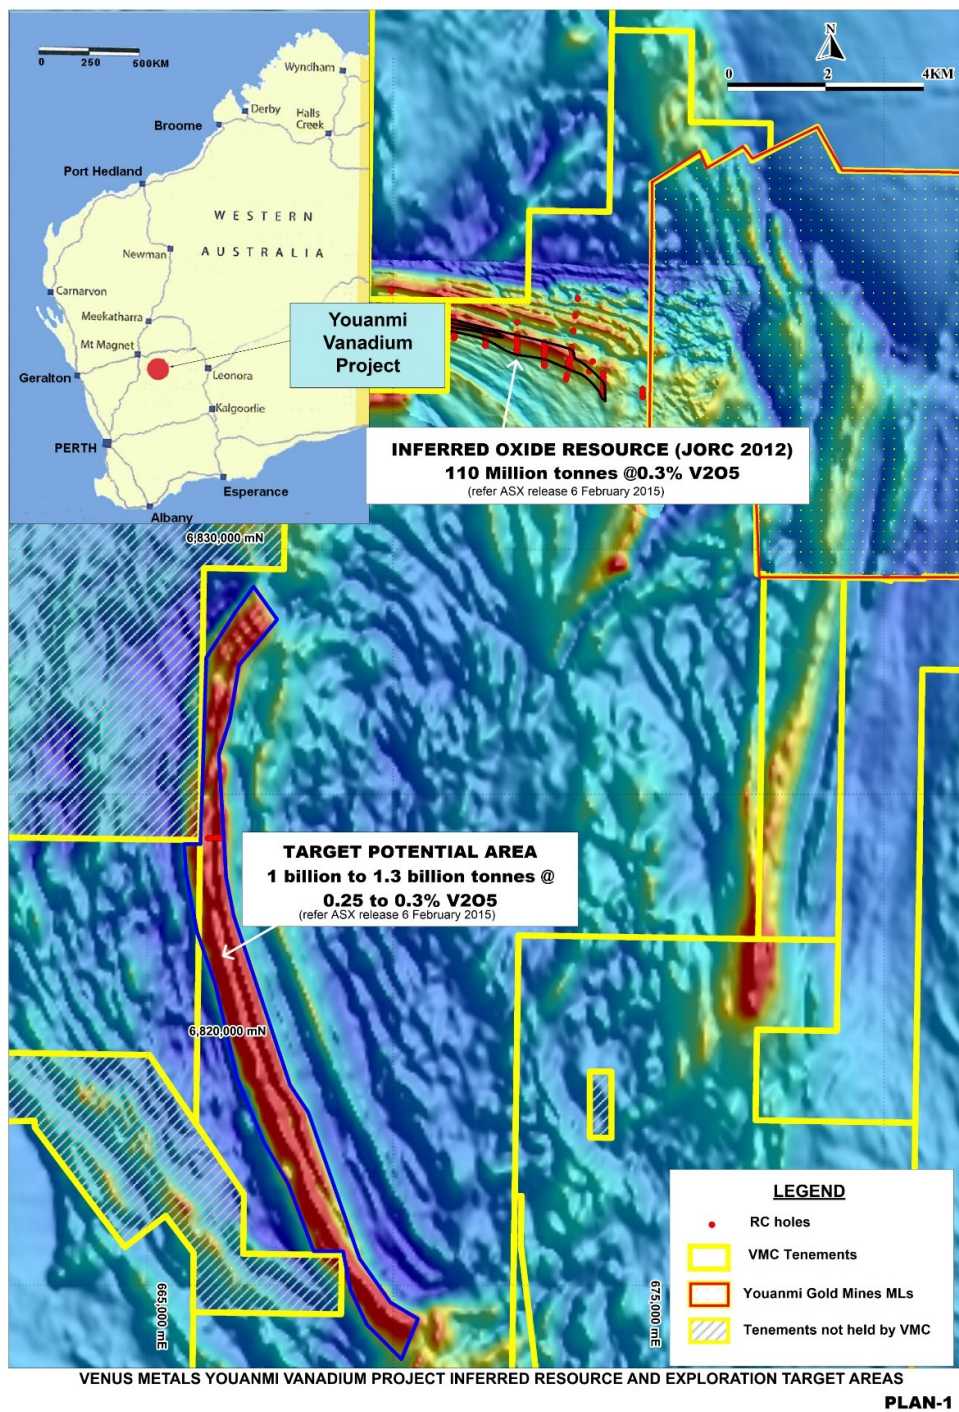 0 250 500KM
Wyndham
Derby
Halls
Creek
Broome
Port Hedland
WESTERN
AUSTRALIA
Newman
Carnarvon
Meekatharra
Mt Magnet
Geralton
Leonora
Kalgoorlie
PERTH
Esperance
Albany
Youanmi
Vanadium
Project
N
0 2 4KM
INFERRED OXIDE RESOURCE (JORC 2012)
110 Million tonnes @0.3% V2O5
(refer ASX release 6 February 2015)
6,830,000 mN
TARGET POTENTIAL AREA
1 billion to 1.3 billion tonnes @
0.25 to 0.3% V2O5
(refer ASX release 6 February 2015)
6,820,000 mN
665,000 mE
675,000 mE
LEGEND
RC holes
VMC Tenements
Youanmi Gold Mines MLs
Tenements not held by VMC
VENUS METALS YOUANMI VANADIUM PROJECT INFERRED RESOURCE AND EXPLORATION TARGET AREAS
PLAN-1